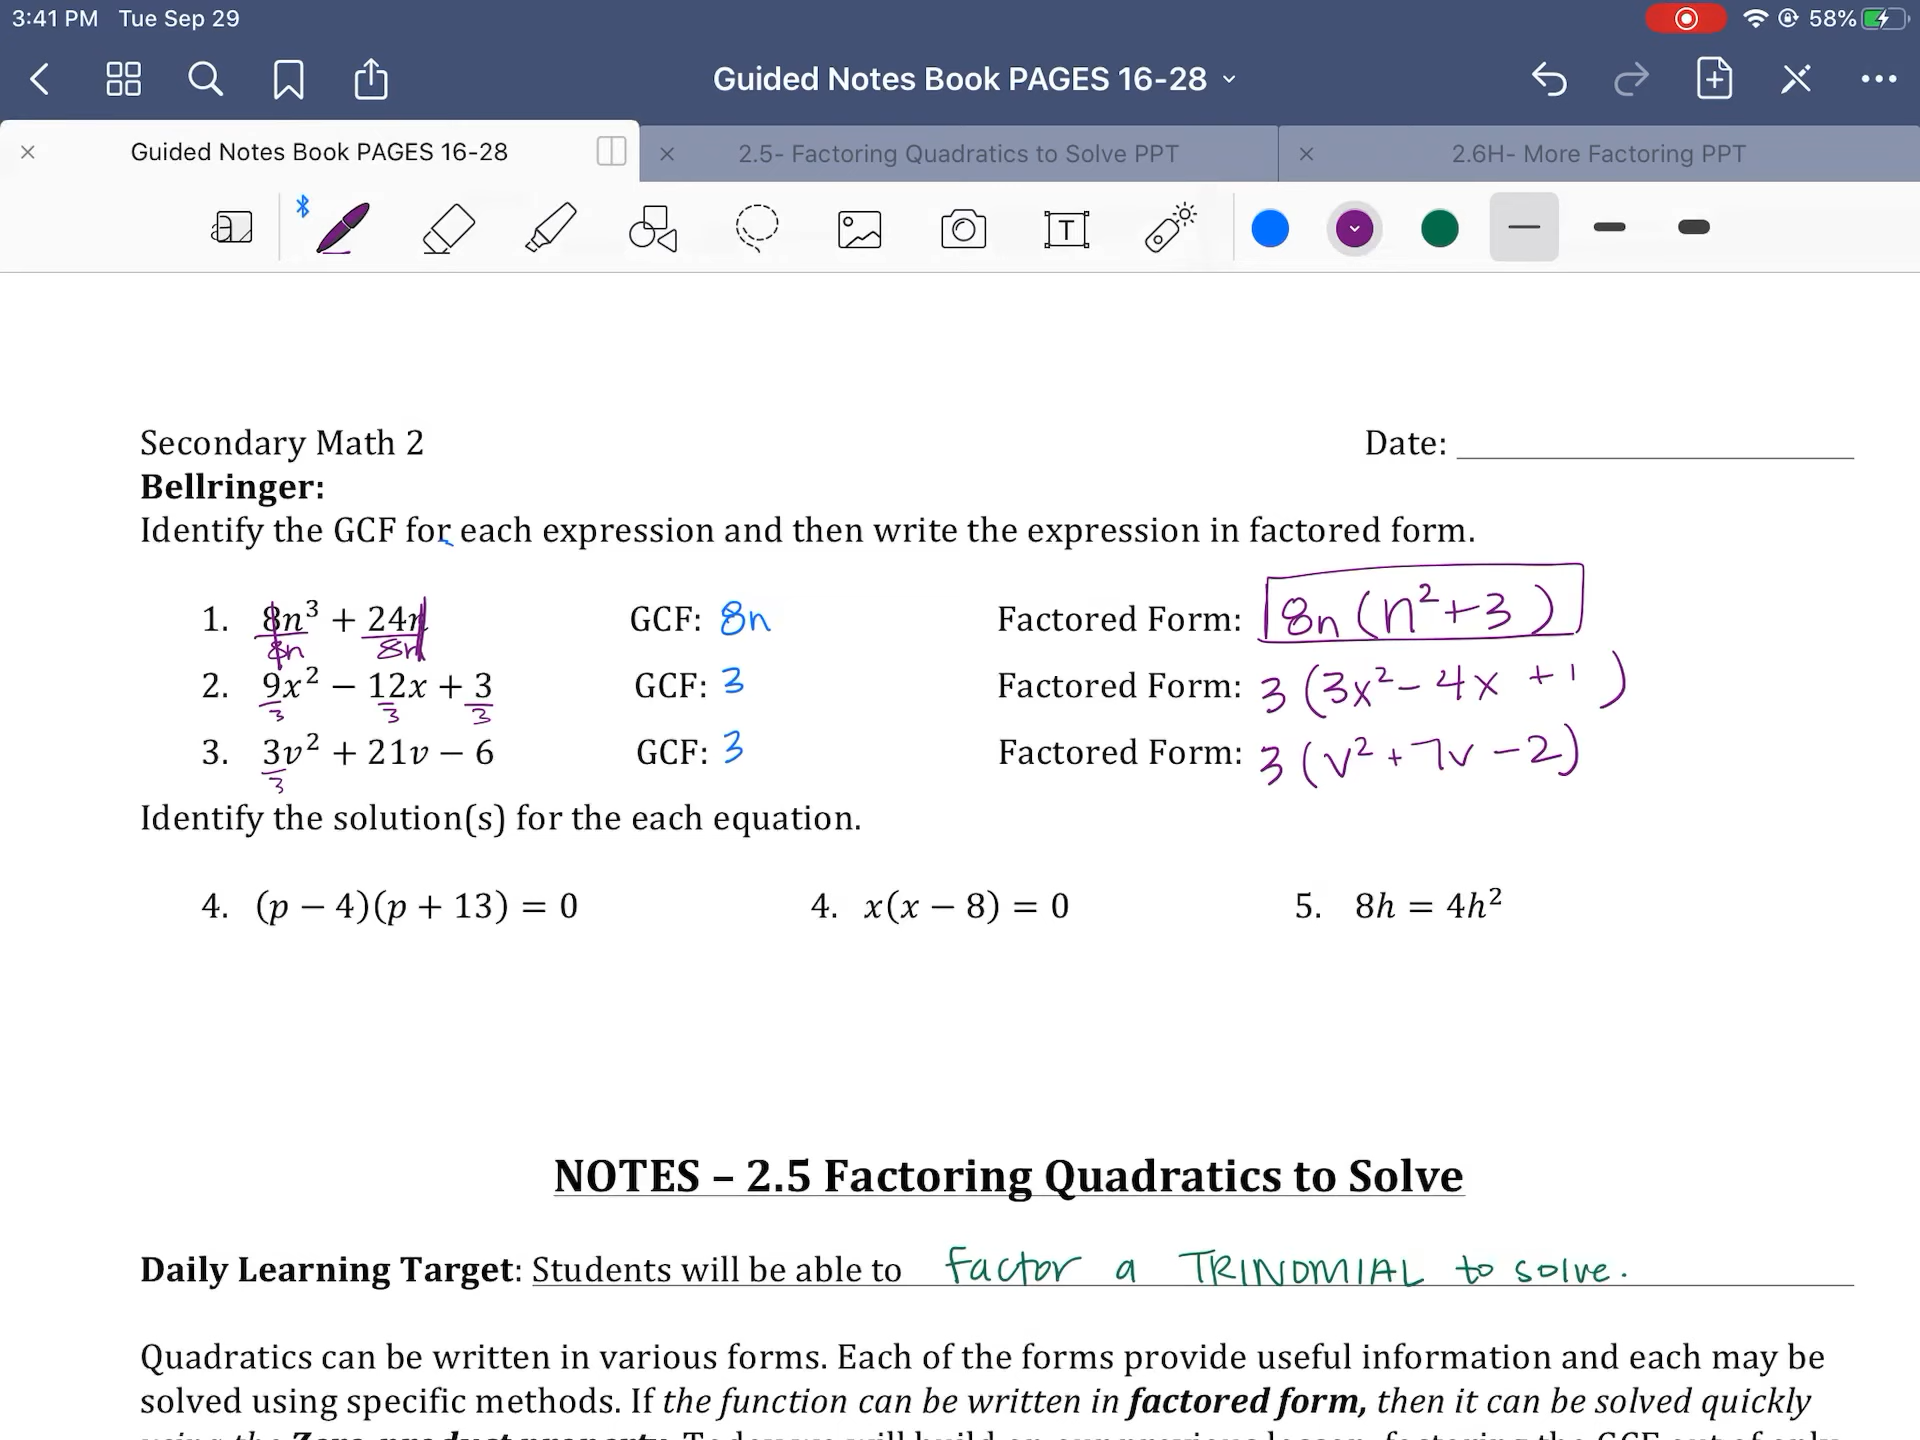 3:41 PM Tue Sep 29 58%
Guided Notes Book PAGES 16-28
Guided Notes Book PAGES 16-28 2.5- Factoring Quadratics to Solve PPT 2.6H- More Factoring PPT
T
Secondary Math 2 Date:
Bellringer:
Identify the GCF for each expression and then write the expression in factored form.
1. 8n³ + 24n GCF: 8n Factored Form: 8n (n² + 3)
8n 8n
2. 9x² − 12x + 3 GCF: 3 Factored Form: 3 (3x² − 4x + 1)
3 3 3
3. 3v² + 21v − 6 GCF: 3 Factored Form: 3 (v² + 7v − 2)
3
Identify the solution(s) for the each equation.
4. (p − 4)(p + 13) = 0 4. x(x − 8) = 0 5. 8h = 4h²
NOTES – 2.5 Factoring Quadratics to Solve
Daily Learning Target: Students will be able to factor a TRINOMIAL to solve.
Quadratics can be written in various forms. Each of the forms provide useful information and each may be
solved using specific methods. If the function can be written in factored form, then it can be solved quickly